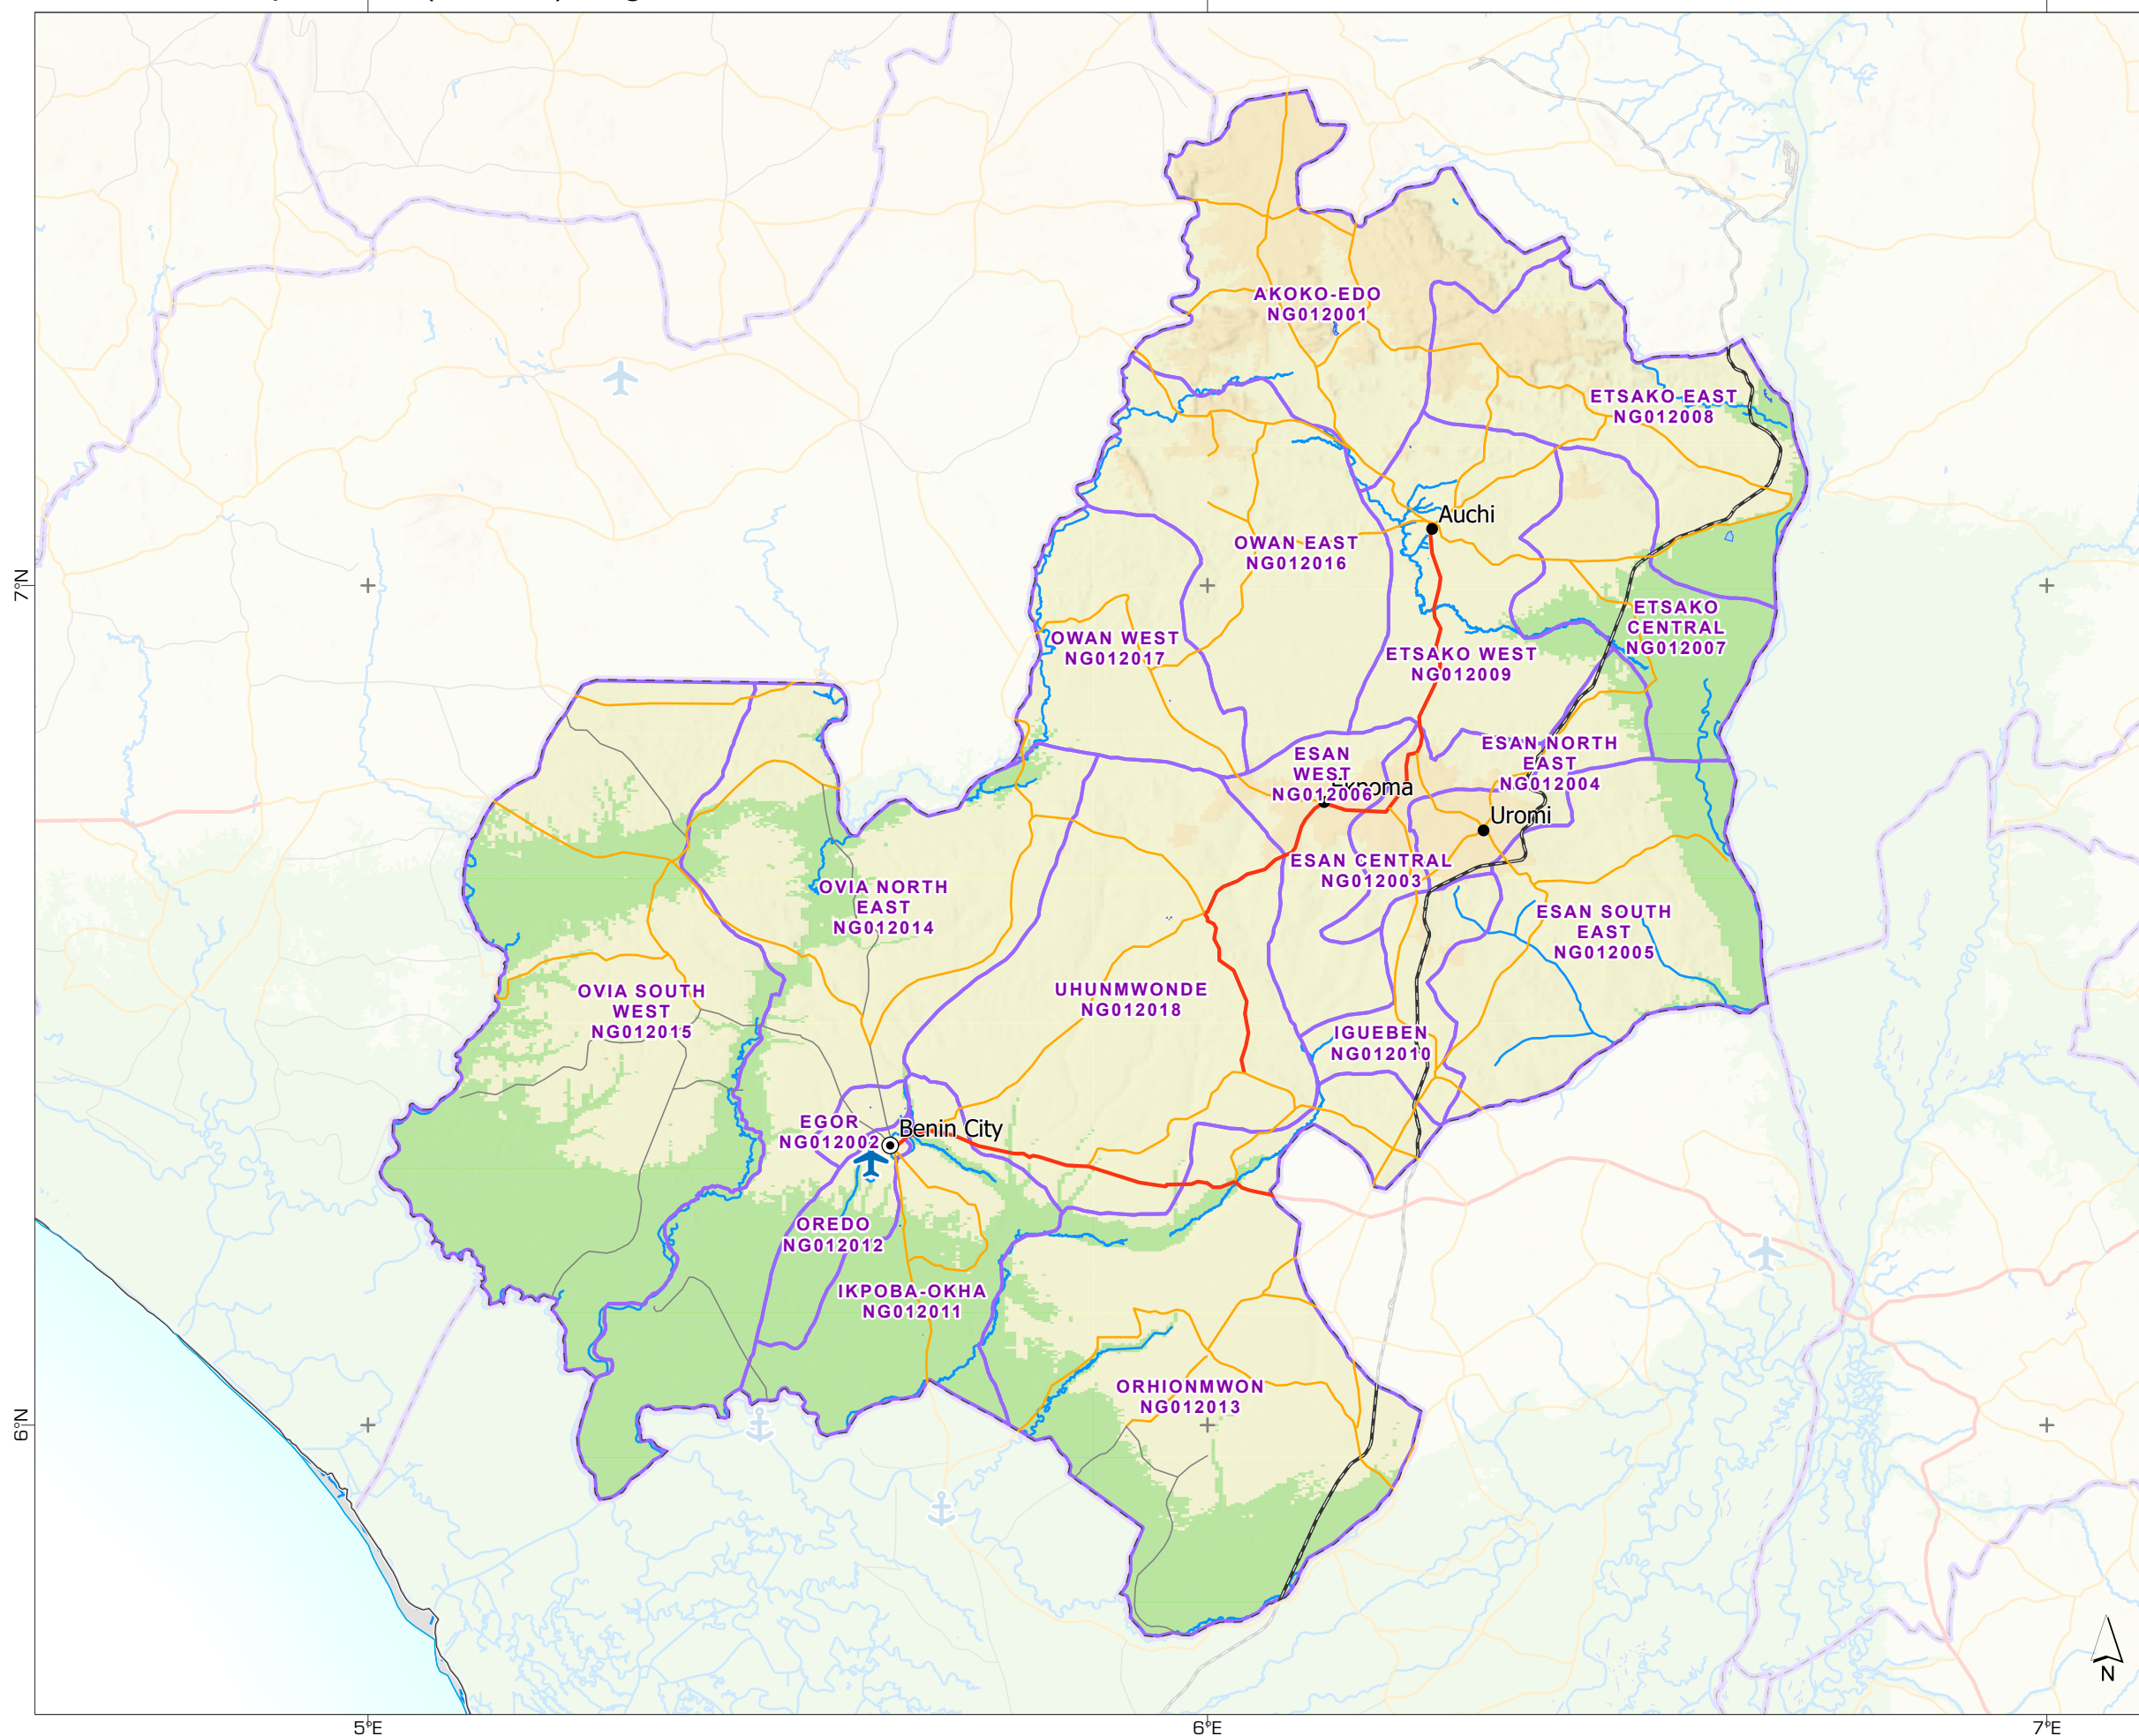 AKOKO-EDO
NG012001
ETSAKO EAST
NG012008
Auchi
OWAN EAST
NG012016
7°N
ETSAKO
CENTRAL
NG012007
OWAN WEST
NG012017
ETSAKO WEST
NG012009
ESAN NORTH
EAST
NG012004
ESAN
WEST
NG012006
Ekpoma
Uromi
ESAN CENTRAL
NG012003
OVIA NORTH
EAST
NG012014
ESAN SOUTH
EAST
NG012005
OVIA SOUTH
WEST
NG012015
UHUNMWONDE
NG012018
IGUEBEN
NG012010
EGOR
NG012002
Benin City
OREDO
NG012012
IKPOBA-OKHA
NG012011
ORHIONMWON
NG012013
6°N
N
5°E
6°E
7°E